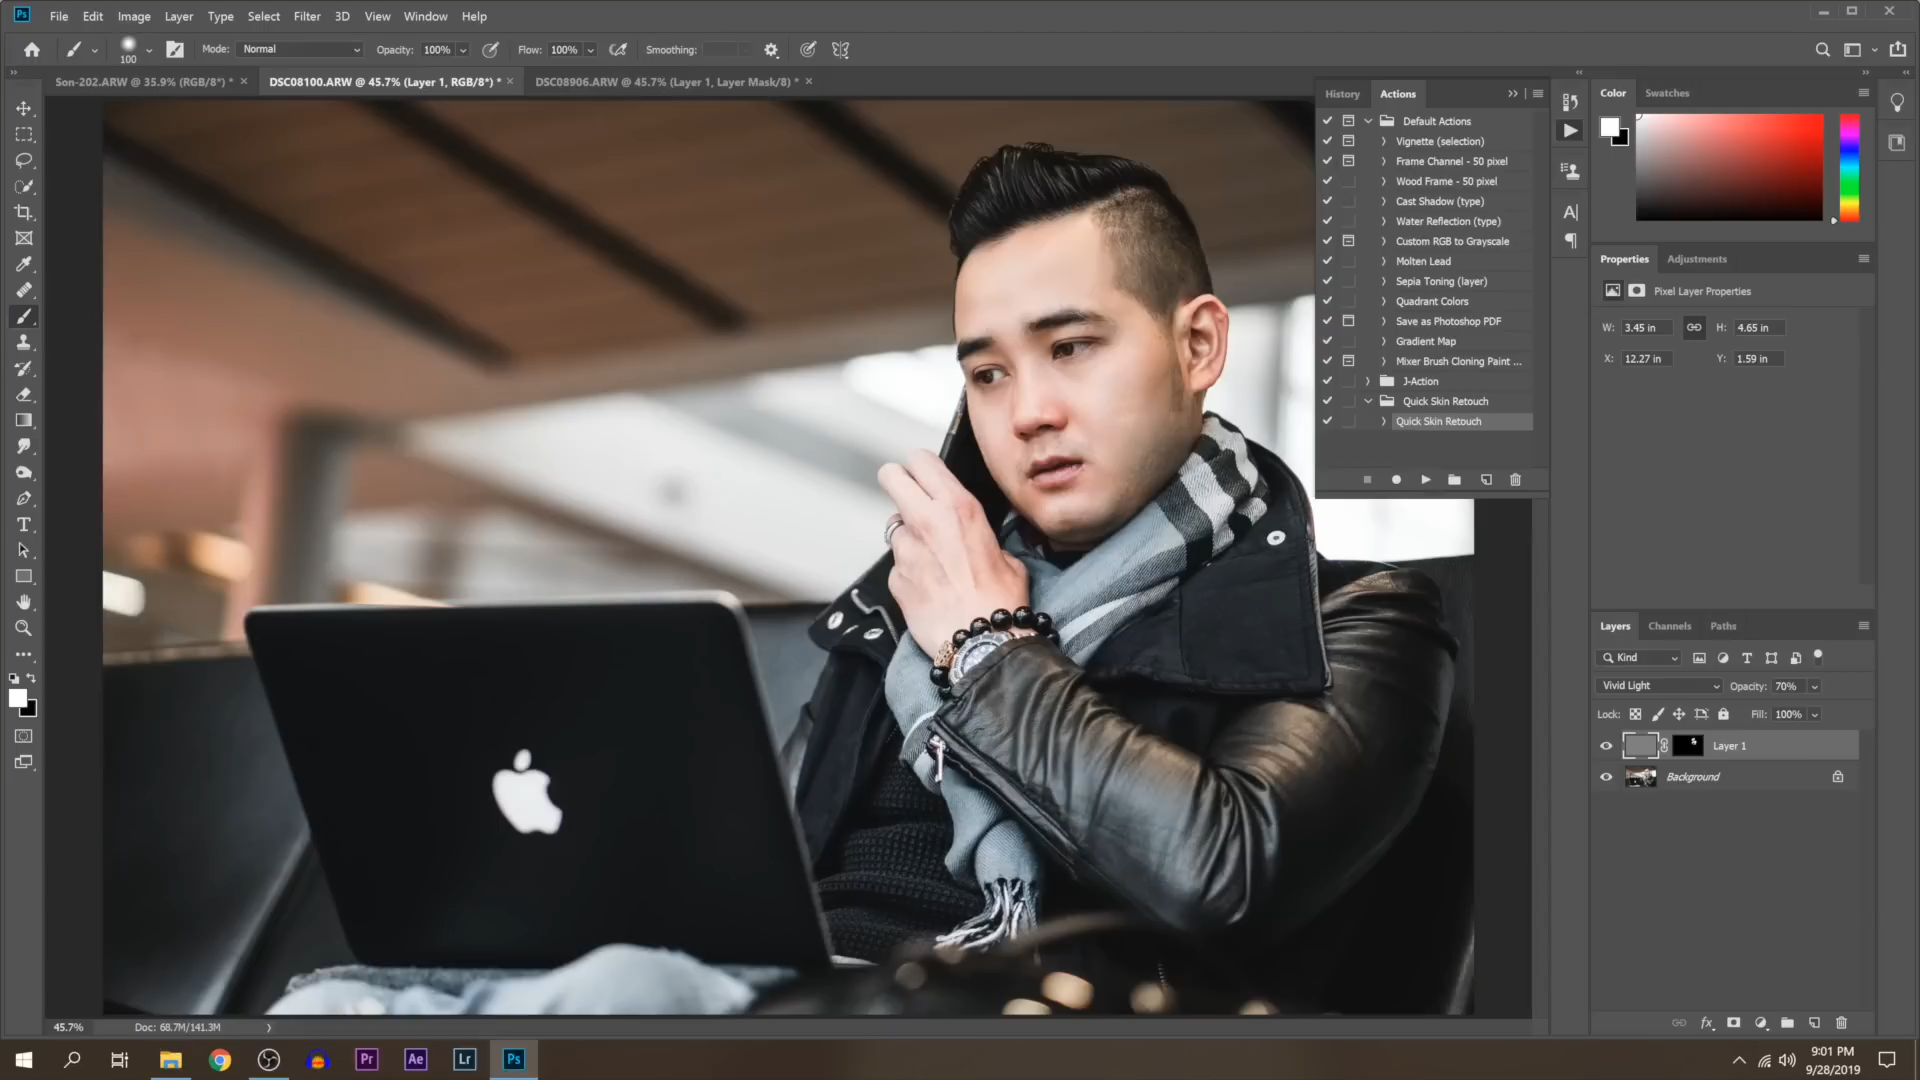 Ps File Edit Image Layer Type Select Filter 3D View Window Help
100 Mode: Normal Opacity: 100% Flow: 100% Smoothing:
Son-202.ARW @ 35.9% (RGB/8*) * × DSC08100.ARW @ 45.7% (Layer 1, RGB/8*) * × DSC08906.ARW @ 45.7% (Layer 1, Layer Mask/8) * ×
History Actions
Default Actions
Vignette (selection)
Frame Channel - 50 pixel
Wood Frame - 50 pixel
Cast Shadow (type)
Water Reflection (type)
Custom RGB to Grayscale
Molten Lead
Sepia Toning (layer)
Quadrant Colors
Save as Photoshop PDF
Gradient Map
Mixer Brush Cloning Paint ...
J-Action
Quick Skin Retouch
Quick Skin Retouch
Color Swatches
Properties Adjustments
Pixel Layer Properties
W: 3.45 in H: 4.65 in
X: 12.27 in Y: 1.59 in
Layers Channels Paths
Kind
Vivid Light Opacity: 70%
Lock: Fill: 100%
Layer 1
Background
fx
45.7% Doc: 68.7M/141.3M
Pr Ae Lr Ps
9:01 PM
9/28/2019